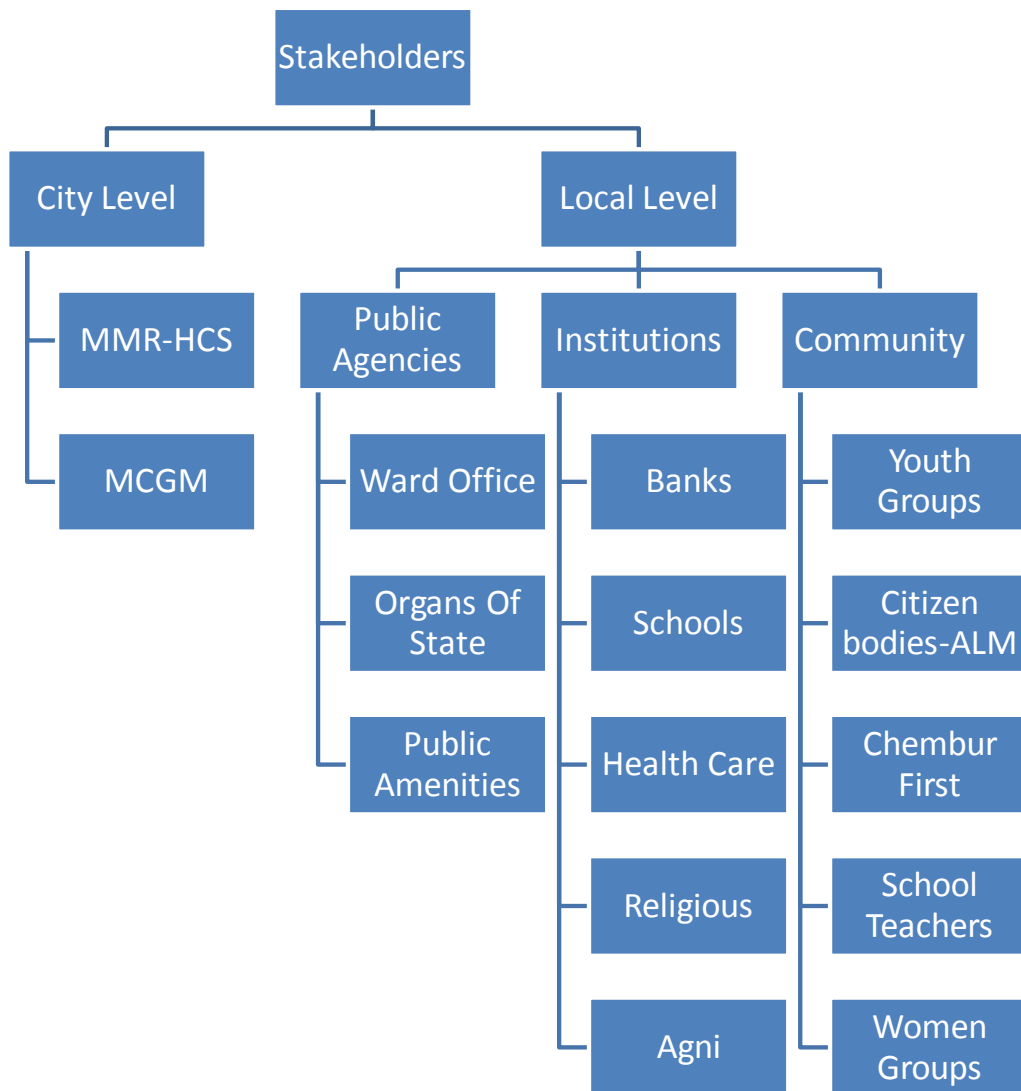 Stakeholders
City Level
Local Level
MMR-HCS
MCGM
Public
Agencies
Institutions
Community
Ward Office
Organs Of
State
Public
Amenities
Banks
Schools
Health Care
Religious
Agni
Youth
Groups
Citizen
bodies-ALM
Chembur
First
School
Teachers
Women
Groups